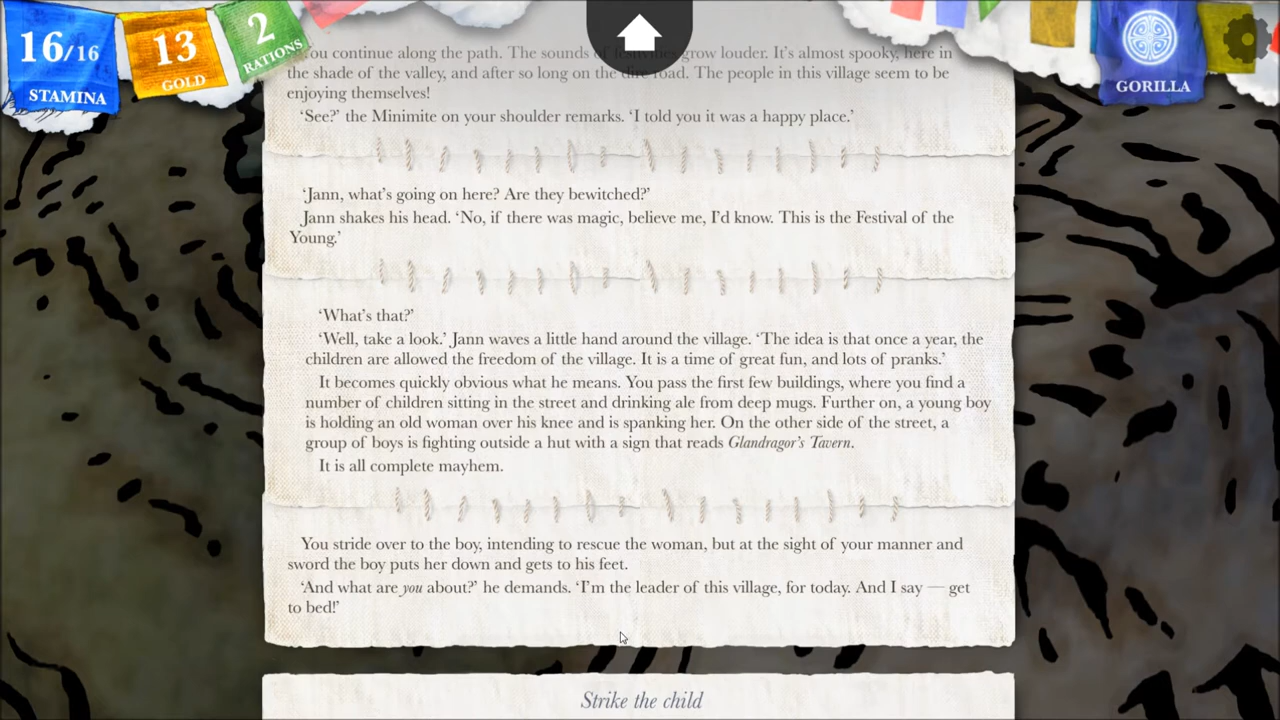 16/16
STAMINA
13
GOLD
2
RATIONS
GORILLA
You continue along the path. The sounds of grow louder. It's almost spooky, here in
the shade of the valley, and after so long on the dire road. The people in this village seem to be
enjoying themselves!
‘See?’ the Minimite on your shoulder remarks. ‘I told you it was a happy place.’
‘Jann, what’s going on here? Are they bewitched?’
Jann shakes his head. ‘No, if there was magic, believe me, I’d know. This is the Festival of the
Young.’
‘What’s that?’
‘Well, take a look.’ Jann waves a little hand around the village. ‘The idea is that once a year, the
children are allowed the freedom of the village. It is a time of great fun, and lots of pranks.’
It becomes quickly obvious what he means. You pass the first few buildings, where you find a
number of children sitting in the street and drinking ale from deep mugs. Further on, a young boy
is holding an old woman over his knee and is spanking her. On the other side of the street, a
group of boys is fighting outside a hut with a sign that reads Glandragor’s Tavern.
It is all complete mayhem.
You stride over to the boy, intending to rescue the woman, but at the sight of your manner and
sword the boy puts her down and gets to his feet.
‘And what are you about?’ he demands. ‘I’m the leader of this village, for today. And I say — get
to bed!’
Strike the child